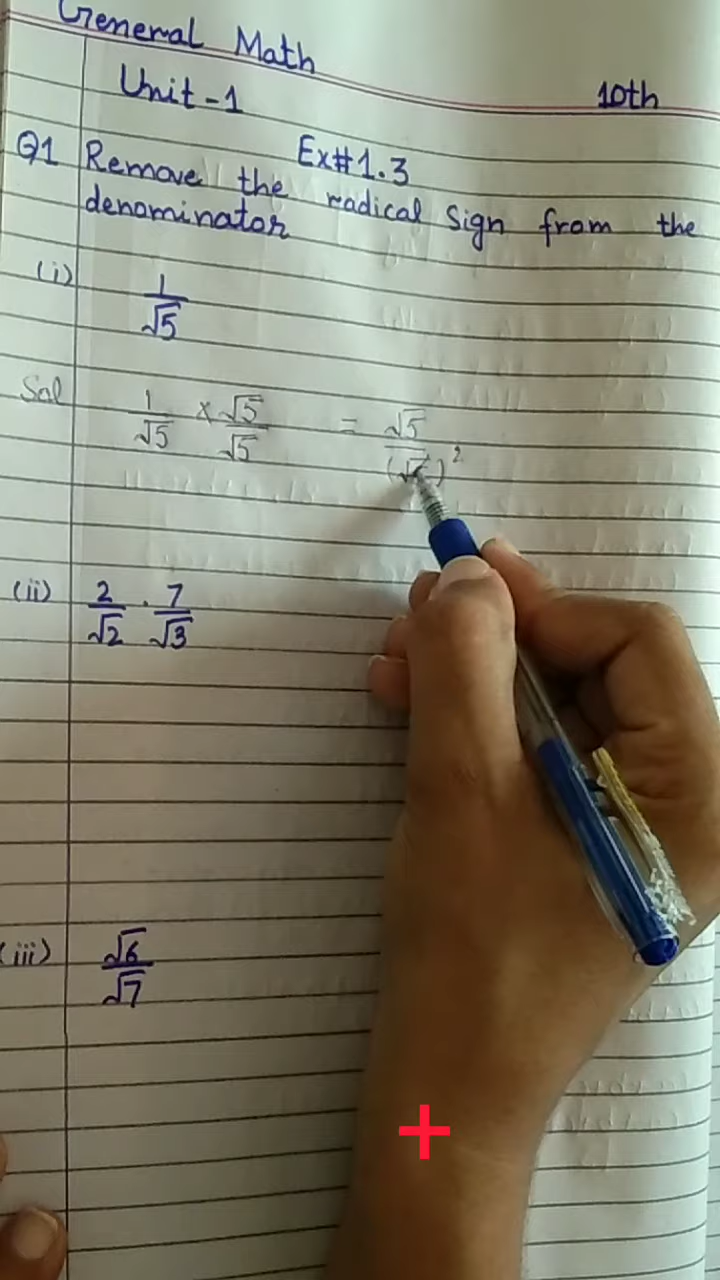 General Math
Unit-1 10th
Ex#1.3
Q1 Remove the radical Sign from the
denominator
(i) 1/√5
Sol 1/√5 × √5/√5 = √5/(√5)²
(ii) 2/√2 · 7/√3
(iii) √6/√7